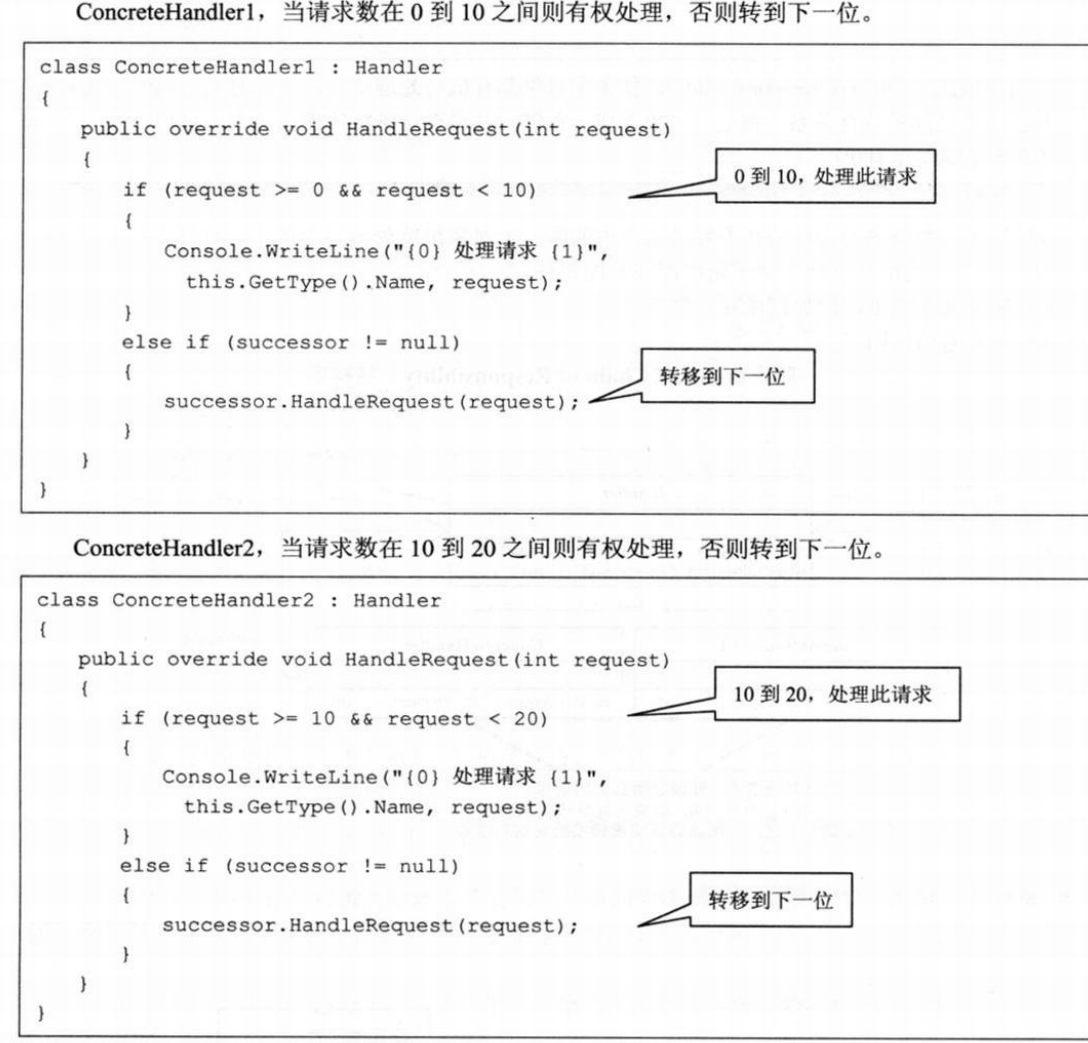 ConcreteHandler1，当请求数在 0 到 10 之间则有权处理，否则转到下一位。
class ConcreteHandler1 : Handler
{
public override void HandleRequest(int request)
{
if (request >= 0 && request < 10)
0 到 10，处理此请求
{
Console.WriteLine("{0} 处理请求 {1}",
this.GetType().Name, request);
}
else if (successor != null)
{
转移到下一位
successor.HandleRequest(request);
}
}
}
ConcreteHandler2，当请求数在 10 到 20 之间则有权处理，否则转到下一位。
class ConcreteHandler2 : Handler
{
public override void HandleRequest(int request)
{
10 到 20，处理此请求
if (request >= 10 && request < 20)
{
Console.WriteLine("{0} 处理请求 {1}",
this.GetType().Name, request);
}
else if (successor != null)
{
转移到下一位
successor.HandleRequest(request);
}
}
}